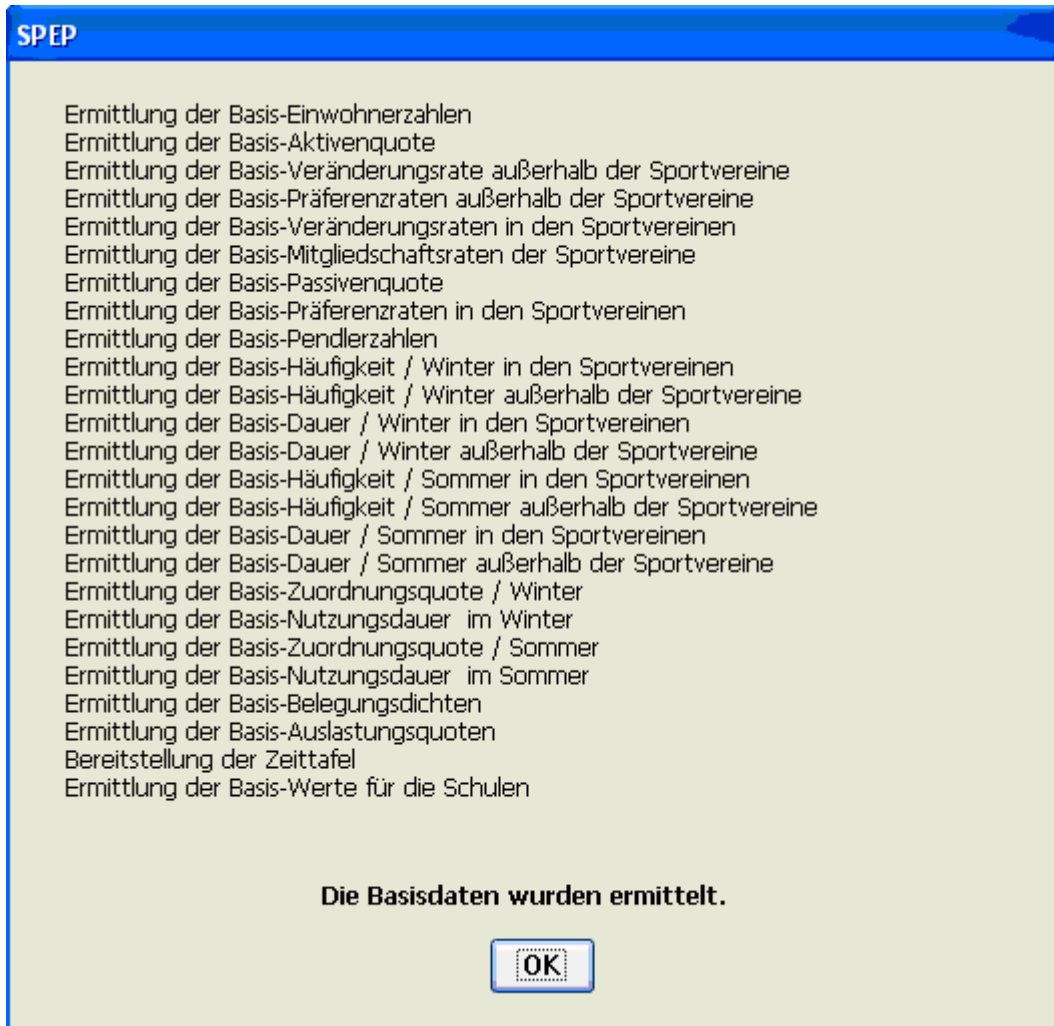 SPEP
Ermittlung der Basis-Einwohnerzahlen
Ermittlung der Basis-Aktivenquote
Ermittlung der Basis-Veränderungsrate außerhalb der Sportvereine
Ermittlung der Basis-Präferenzraten außerhalb der Sportvereine
Ermittlung der Basis-Veränderungsraten in den Sportvereinen
Ermittlung der Basis-Mitgliedschaftsraten der Sportvereine
Ermittlung der Basis-Passivenquote
Ermittlung der Basis-Präferenzraten in den Sportvereinen
Ermittlung der Basis-Pendlerzahlen
Ermittlung der Basis-Häufigkeit / Winter in den Sportvereinen
Ermittlung der Basis-Häufigkeit / Winter außerhalb der Sportvereine
Ermittlung der Basis-Dauer / Winter in den Sportvereinen
Ermittlung der Basis-Dauer / Winter außerhalb der Sportvereine
Ermittlung der Basis-Häufigkeit / Sommer in den Sportvereinen
Ermittlung der Basis-Häufigkeit / Sommer außerhalb der Sportvereine
Ermittlung der Basis-Dauer / Sommer in den Sportvereinen
Ermittlung der Basis-Dauer / Sommer außerhalb der Sportvereine
Ermittlung der Basis-Zuordnungsquote / Winter
Ermittlung der Basis-Nutzungsdauer  im Winter
Ermittlung der Basis-Zuordnungsquote / Sommer
Ermittlung der Basis-Nutzungsdauer  im Sommer
Ermittlung der Basis-Belegungsdichten
Ermittlung der Basis-Auslastungsquoten
Bereitstellung der Zeittafel
Ermittlung der Basis-Werte für die Schulen
Die Basisdaten wurden ermittelt.
OK